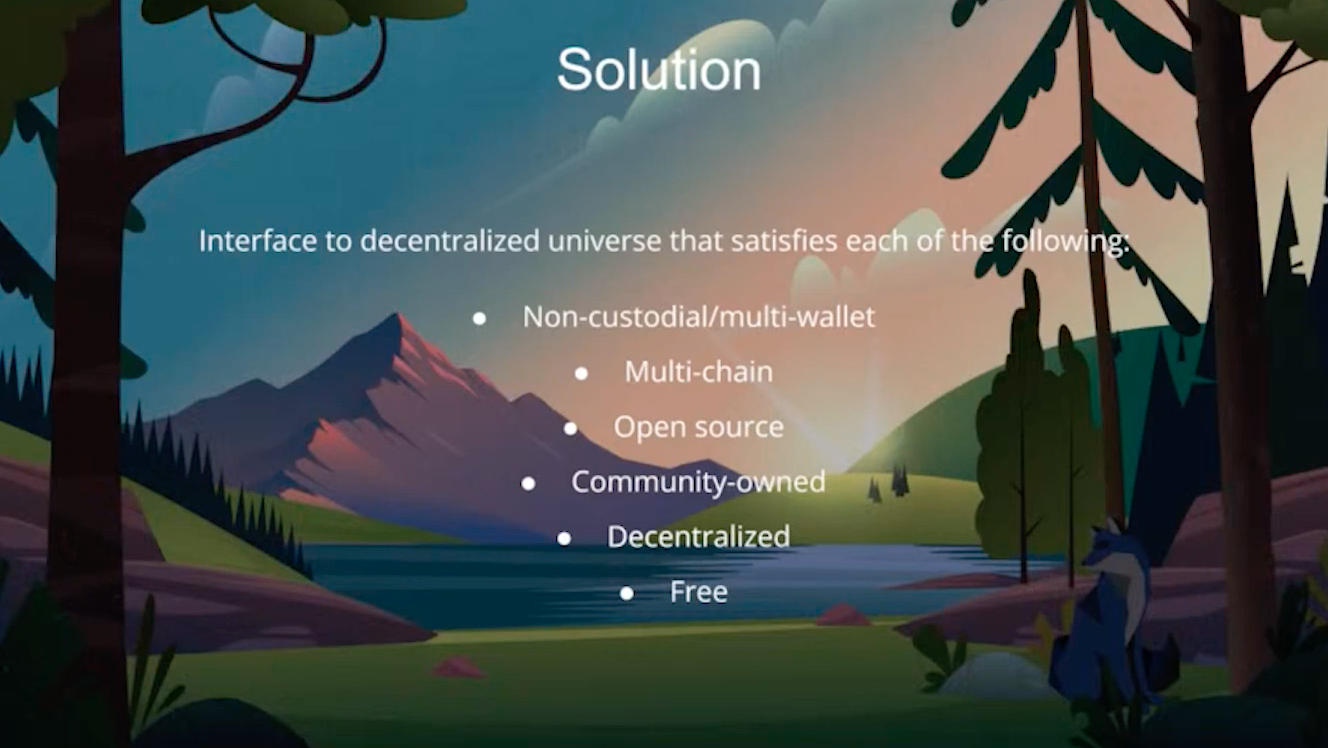 Solution
Interface to decentralized universe that satisfies each of the following:
● Non-custodial/multi-wallet
● Multi-chain
● Open source
● Community-owned
● Decentralized
● Free